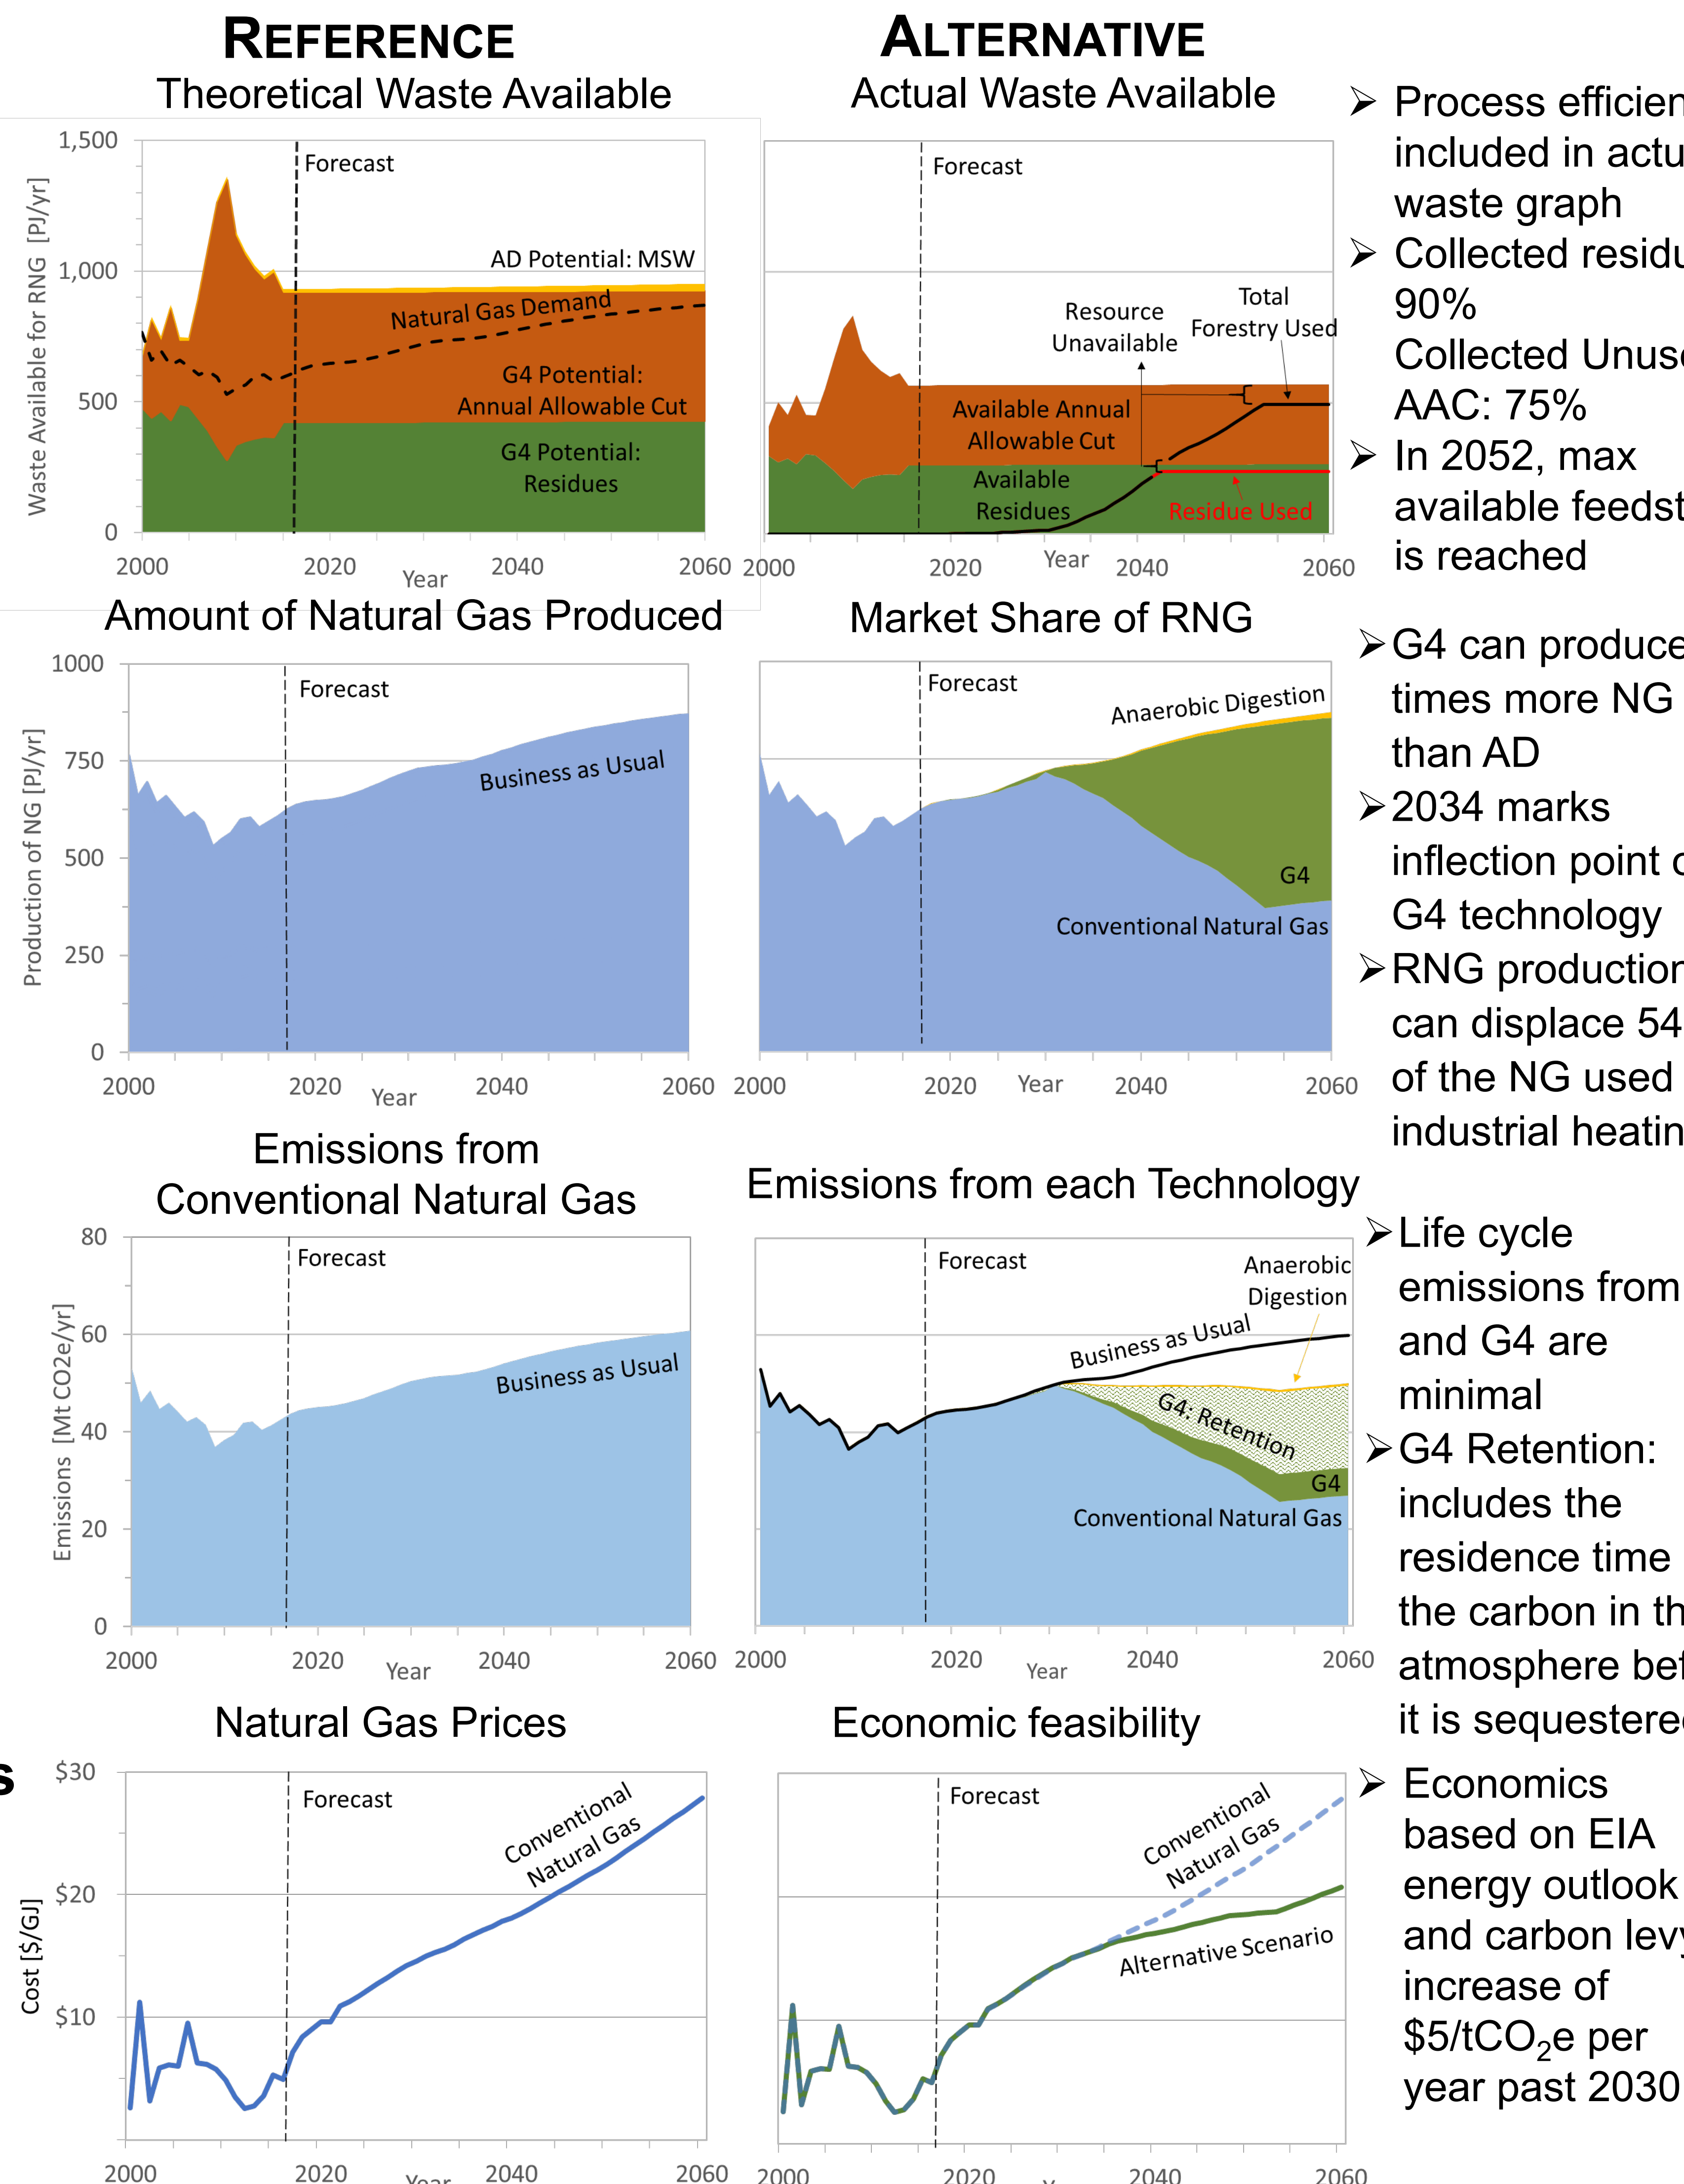 REFERENCE
Theoretical Waste Available
Waste Available for RNG [PJ/yr]
1,500
1,000
500
0
Forecast
AD Potential: MSW
Natural Gas Demand
G4 Potential:
Annual Allowable Cut
G4 Potential:
Residues
2000
2020
Year
2040
2060
ALTERNATIVE
Actual Waste Available
Forecast
Resource
Unavailable
Total
Forestry Used
Available Annual
Allowable Cut
Available
Residues
Residue Used
2000
2020
Year
2040
2060
➢ Process efficien
included in actu
waste graph
➢ Collected residu
90%
Collected Unus
AAC: 75%
➢ In 2052, max
available feedst
is reached
Amount of Natural Gas Produced
Production of NG [PJ/yr]
1000
750
500
250
0
Forecast
Business as Usual
2000
2020
Year
2040
2060
Market Share of RNG
Forecast
Anaerobic Digestion
G4
Conventional Natural Gas
2000
2020
Year
2040
2060
➢ G4 can produce
times more NG
than AD
➢ 2034 marks
inflection point
G4 technology
➢ RNG production
can displace 54
of the NG used
industrial heatin
Emissions from
Conventional Natural Gas
Emissions [Mt CO2e/yr]
80
60
40
20
0
Forecast
Business as Usual
2000
2020
Year
2040
2060
Emissions from each Technology
Forecast
Anaerobic
Digestion
Business as Usual
G4: Retention
G4
Conventional Natural Gas
2000
2020
Year
2040
2060
➢ Life cycle
emissions from
and G4 are
minimal
➢ G4 Retention:
includes the
residence time
the carbon in th
atmosphere bef
it is sequestere
s
Natural Gas Prices
Cost [$/GJ]
$30
$20
$10
Forecast
Conventional
Natural Gas
2000
2020
2040
2060
Economic feasibility
Forecast
Conventional
Natural Gas
Alternative Scenario
2000
2020
2060
➢ Economics
based on EIA
energy outlook
and carbon levy
increase of
$5/tCO₂e per
year past 2030